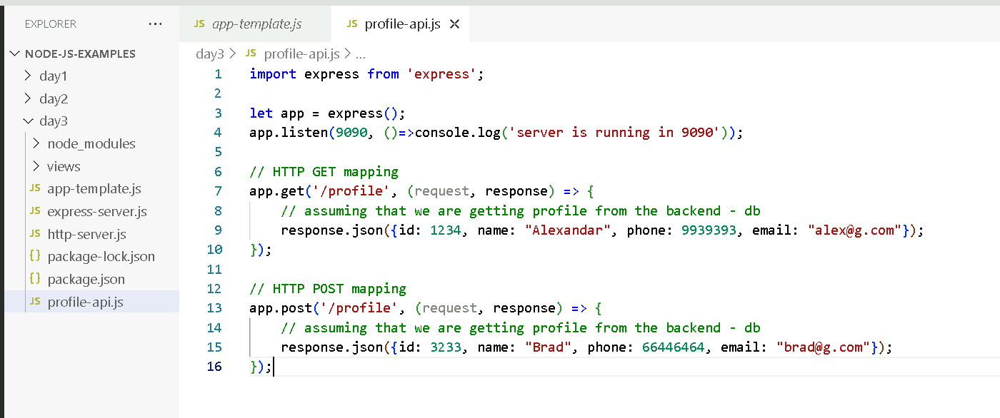 EXPLORER ...
JS app-template.js JS profile-api.js
NODE-JS-EXAMPLES
day1
day2
day3
node_modules
views
JS app-template.js
JS express-server.js
JS http-server.js
{} package-lock.json
{} package.json
JS profile-api.js
day3 > JS profile-api.js > ...
1 import express from 'express';
2
3 let app = express();
4 app.listen(9090, ()=>console.log('server is running in 9090'));
5
6 // HTTP GET mapping
7 app.get('/profile', (request, response) => {
8 // assuming that we are getting profile from the backend - db
9 response.json({id: 1234, name: "Alexandar", phone: 9939393, email: "alex@g.com"});
10 });
11
12 // HTTP POST mapping
13 app.post('/profile', (request, response) => {
14 // assuming that we are getting profile from the backend - db
15 response.json({id: 3233, name: "Brad", phone: 66446464, email: "brad@g.com"});
16 });